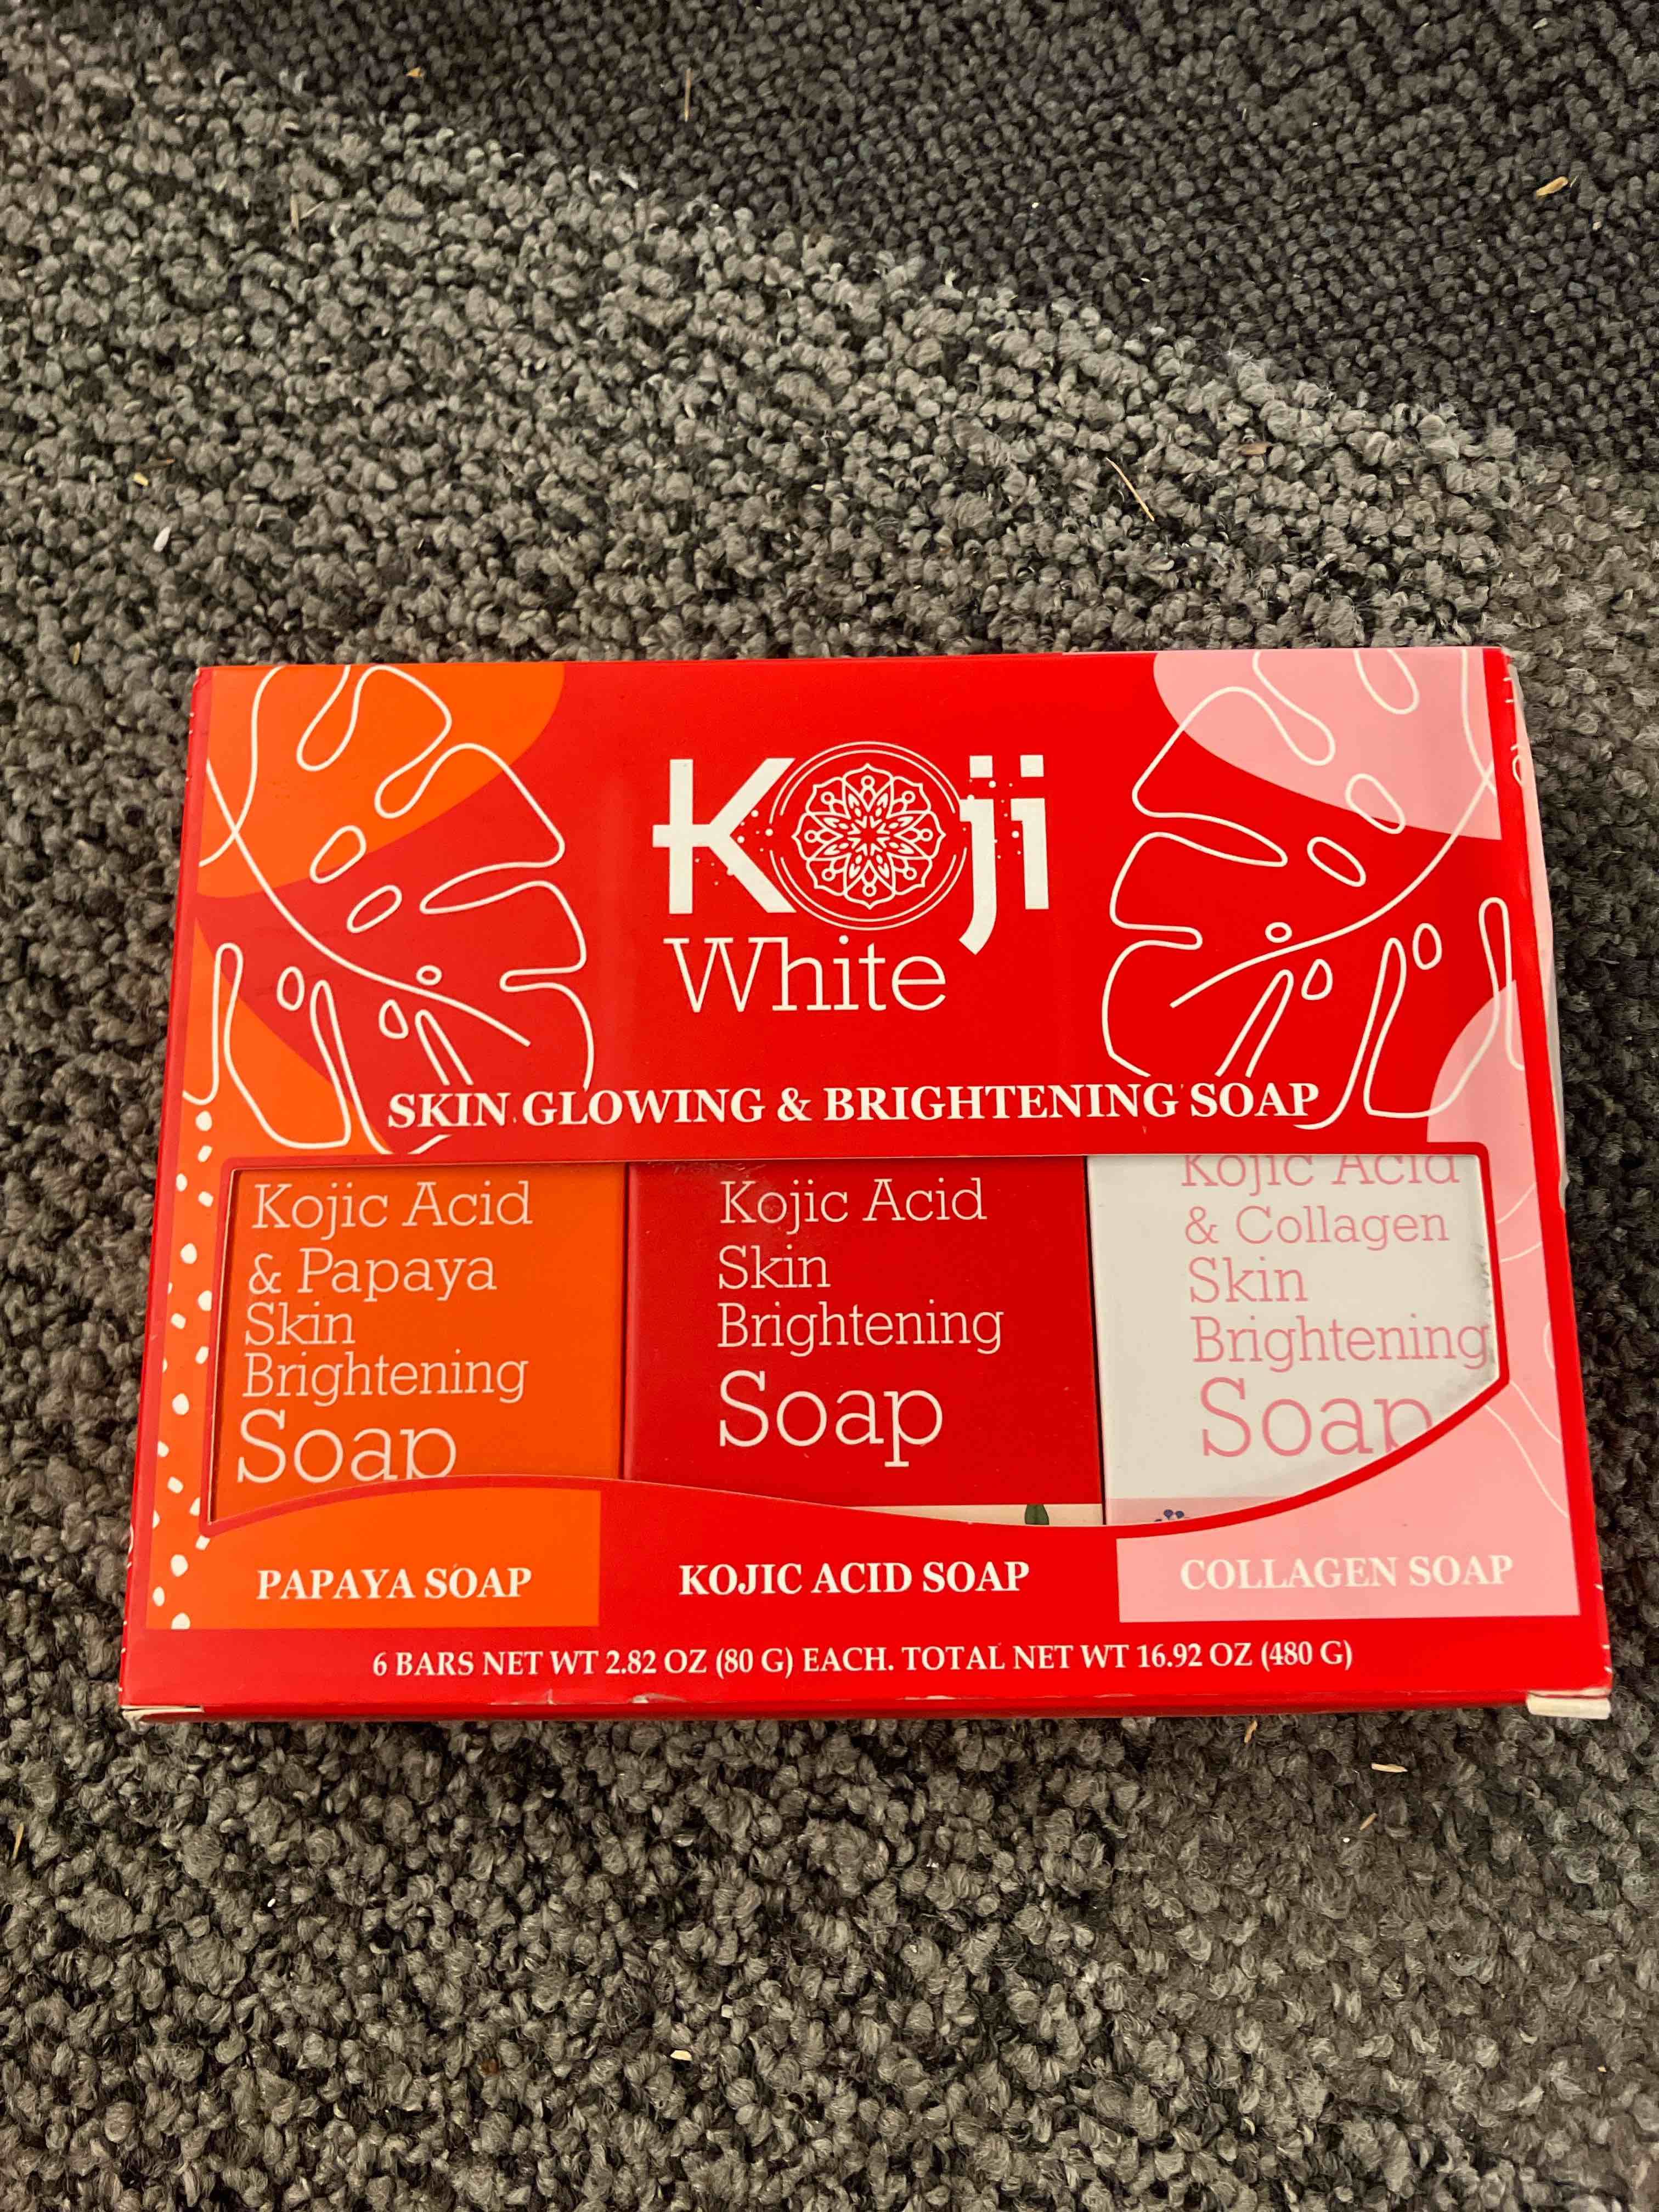 Koji
White
SKIN GLOWING & BRIGHTENING SOAP
Kojic Acid
& Papaya
Skin
Brightening
Soap
Kojic Acid
Skin
Brightening
Soap
Kojic Acid
& Collagen
Skin
Brightening
Soap
PAPAYA SOAP
KOJIC ACID SOAP
COLLAGEN SOAP
6 BARS NET WT 2.82 OZ (80 G) EACH. TOTAL NET WT 16.92 OZ (480 G)